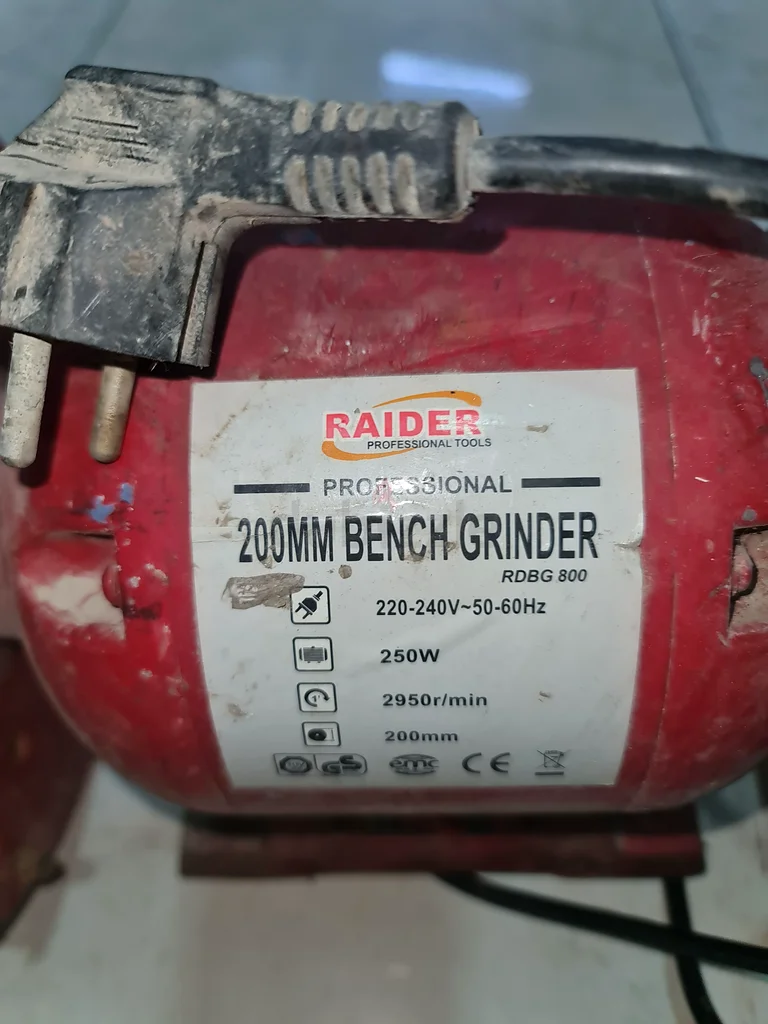 RAIDER
PROFESSIONAL TOOLS
PROFESSIONAL
200MM BENCH GRINDER
RDBG 800
220-240V~50-60Hz
250W
2950r/min
200mm
GS emc CE